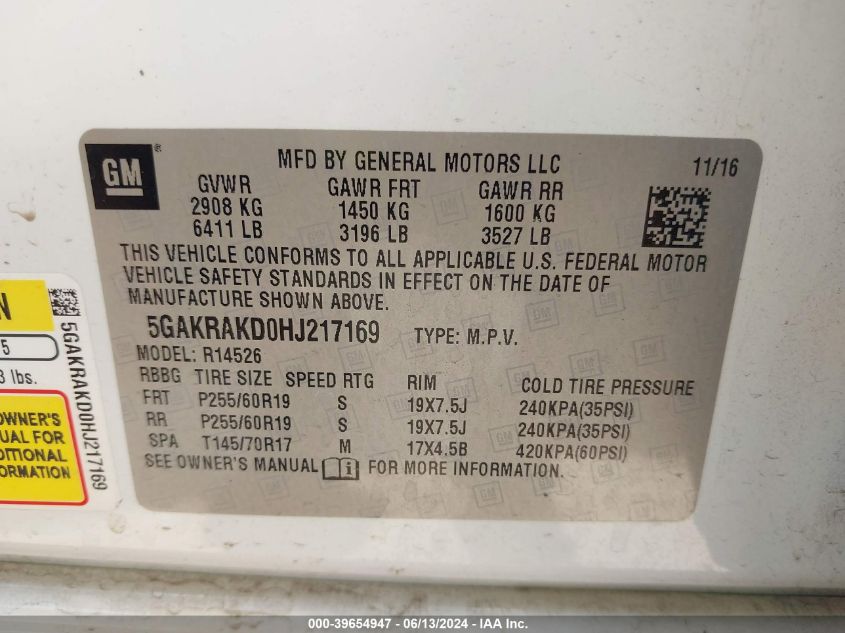 GM
MFD BY GENERAL MOTORS LLC 11/16
GVWR GAWR FRT GAWR RR
2908 KG 1450 KG 1600 KG
6411 LB 3196 LB 3527 LB
THIS VEHICLE CONFORMS TO ALL APPLICABLE U.S. FEDERAL MOTOR
VEHICLE SAFETY STANDARDS IN EFFECT ON THE DATE OF
MANUFACTURE SHOWN ABOVE.
5GAKRAKD0HJ217169 TYPE: M.P.V.
MODEL: R14526
RBBG TIRE SIZE SPEED RTG RIM COLD TIRE PRESSURE
FRT P255/60R19 S 19X7.5J 240KPA(35PSI)
RR P255/60R19 S 19X7.5J 240KPA(35PSI)
SPA T145/70R17 M 17X4.5B 420KPA(60PSI)
SEE OWNER'S MANUAL FOR MORE INFORMATION.
N
5
3 lbs.
OWNER'S
UAL FOR
DITIONAL
ORMATION
5GAKRAKD0HJ217169
000-39654947 - 06/13/2024 - IAA Inc.